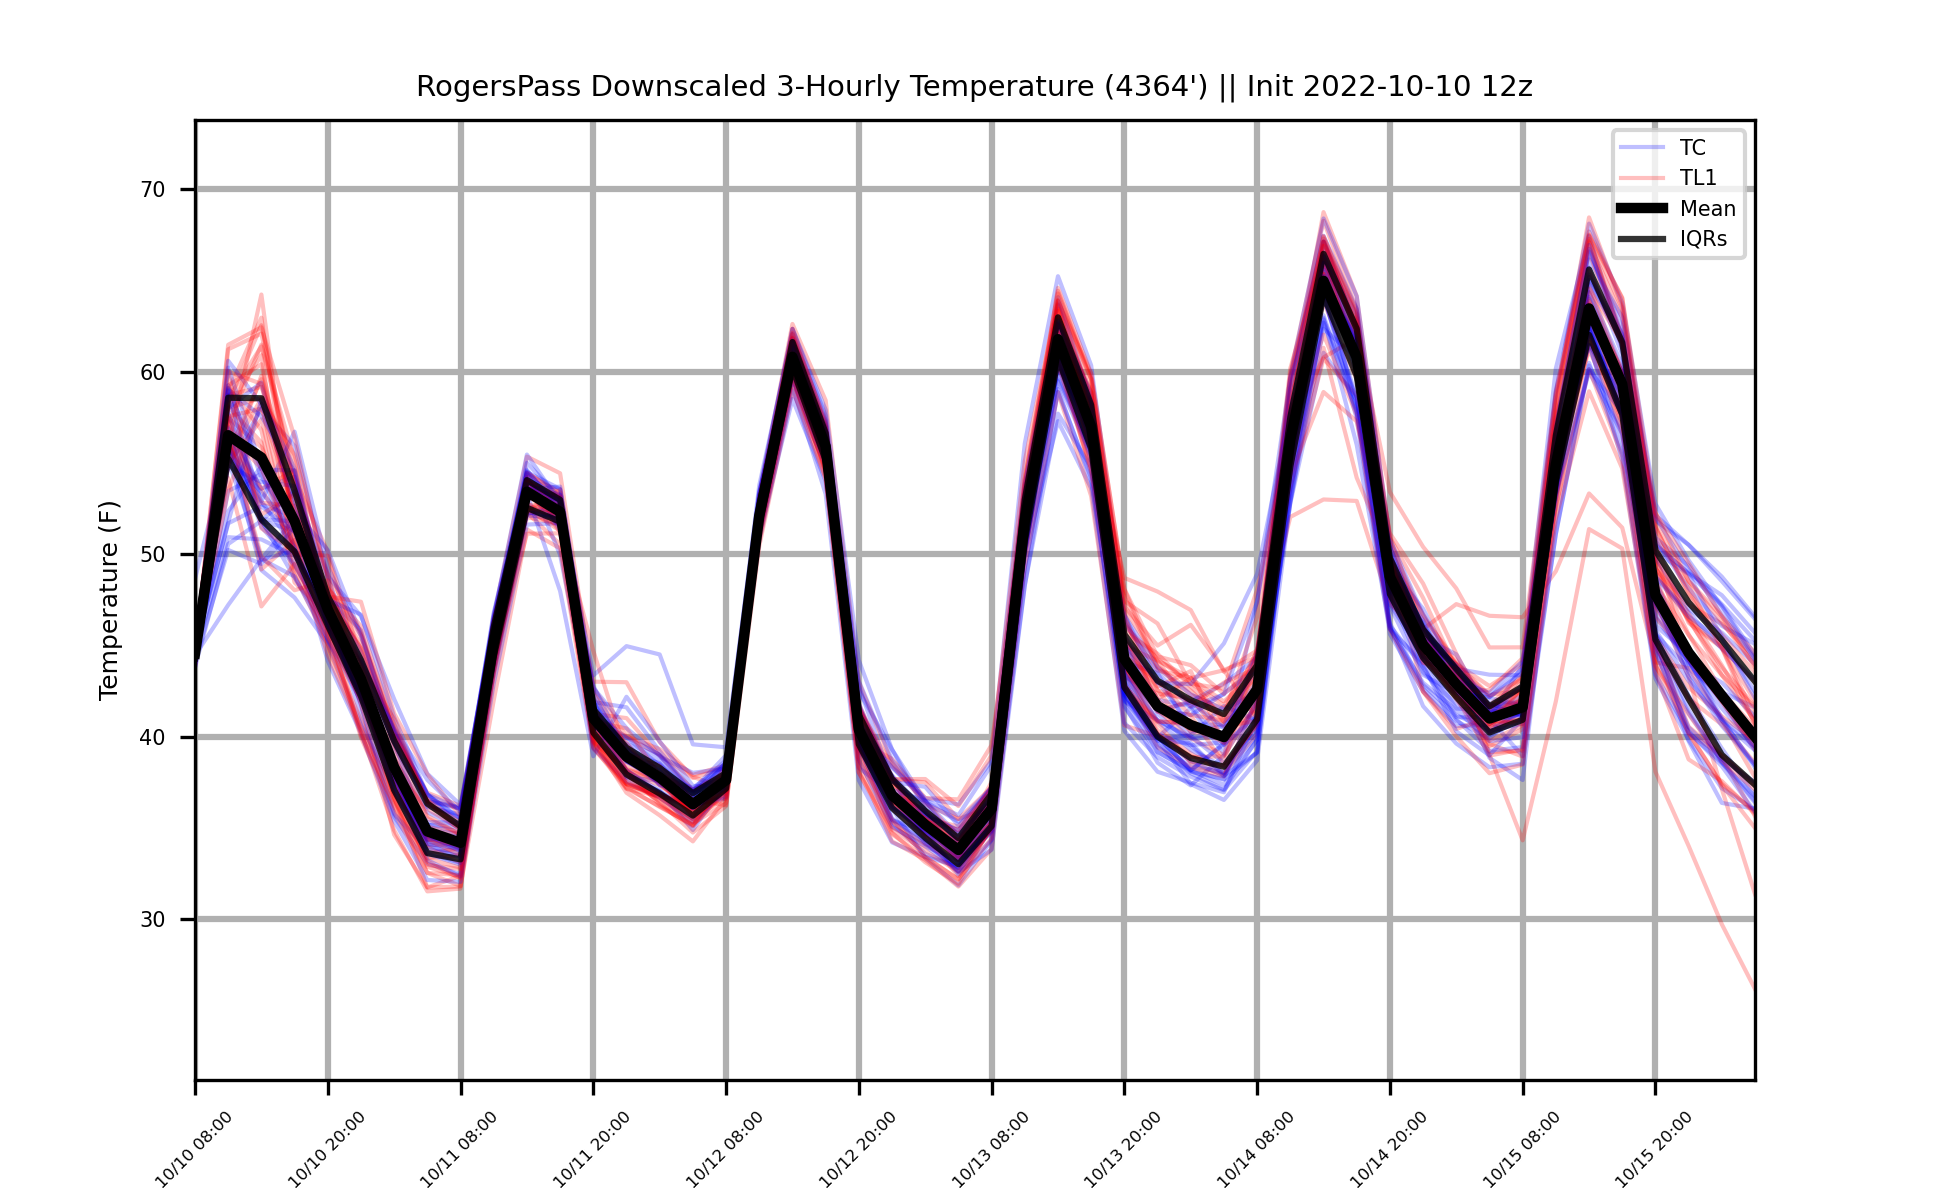 RogersPass Downscaled 3-Hourly Temperature (4364') || Init 2022-10-10 12z
TC
TL1
Mean
IQRs
Temperature (F)
70
60
50
40
30
10/10 08:00
10/10 20:00
10/11 08:00
10/11 20:00
10/12 08:00
10/12 20:00
10/13 08:00
10/13 20:00
10/14 08:00
10/14 20:00
10/15 08:00
10/15 20:00